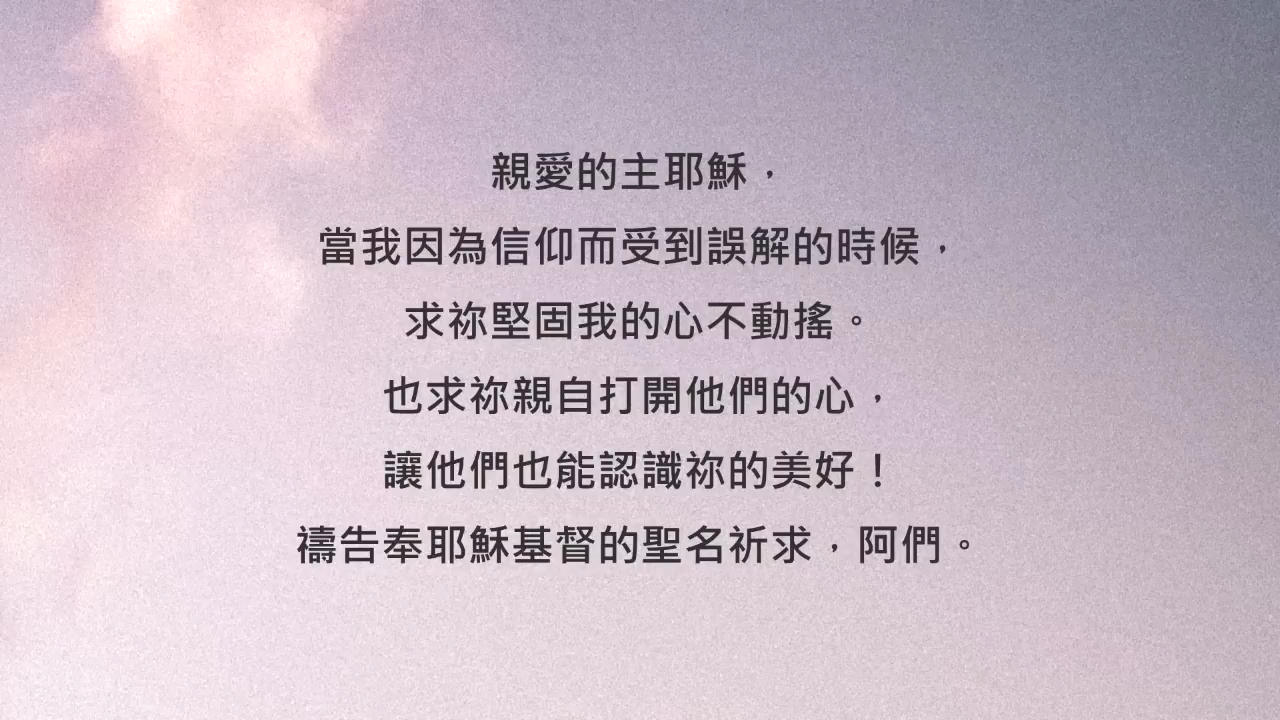 親愛的主耶穌，
當我因為信仰而受到誤解的時候，
求祢堅固我的心不動搖。
也求祢親自打開他們的心，
讓他們也能認識祢的美好！
禱告奉耶穌基督的聖名祈求，阿們。